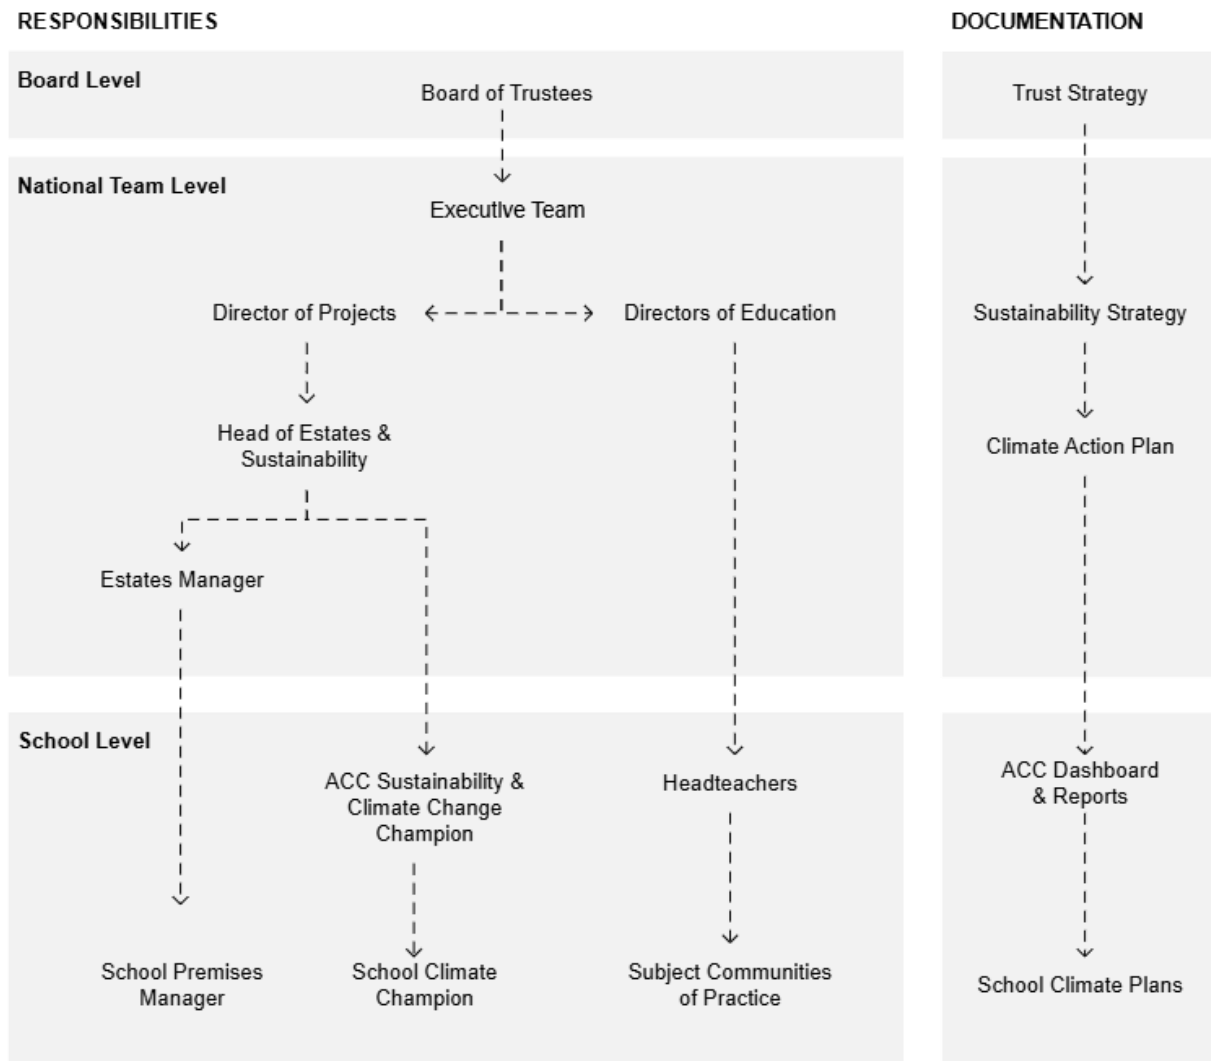 RESPONSIBILITIES
DOCUMENTATION
Board Level
Board of Trustees
Trust Strategy
National Team Level
Executive Team
Director of Projects
Directors of Education
Sustainability Strategy
Head of Estates &
Sustainability
Climate Action Plan
Estates Manager
School Level
ACC Sustainability &
Climate Change
Champion
Headteachers
ACC Dashboard
& Reports
School Premises
Manager
School Climate
Champion
Subject Communities
of Practice
School Climate Plans